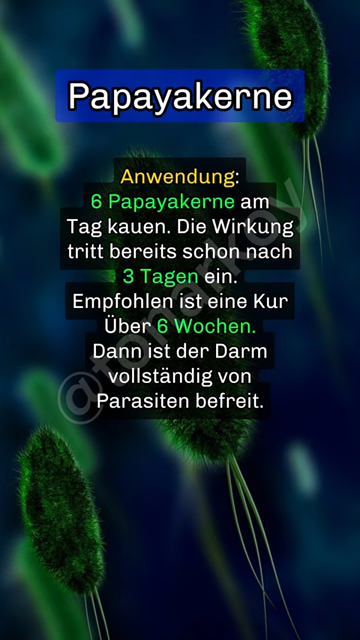 Papayakerne
Anwendung:
6 Papayakerne am
Tag kauen. Die Wirkung
tritt bereits schon nach
3 Tagen ein.
Empfohlen ist eine Kur
Über 6 Wochen.
Dann ist der Darm
vollständig von
Parasiten befreit.